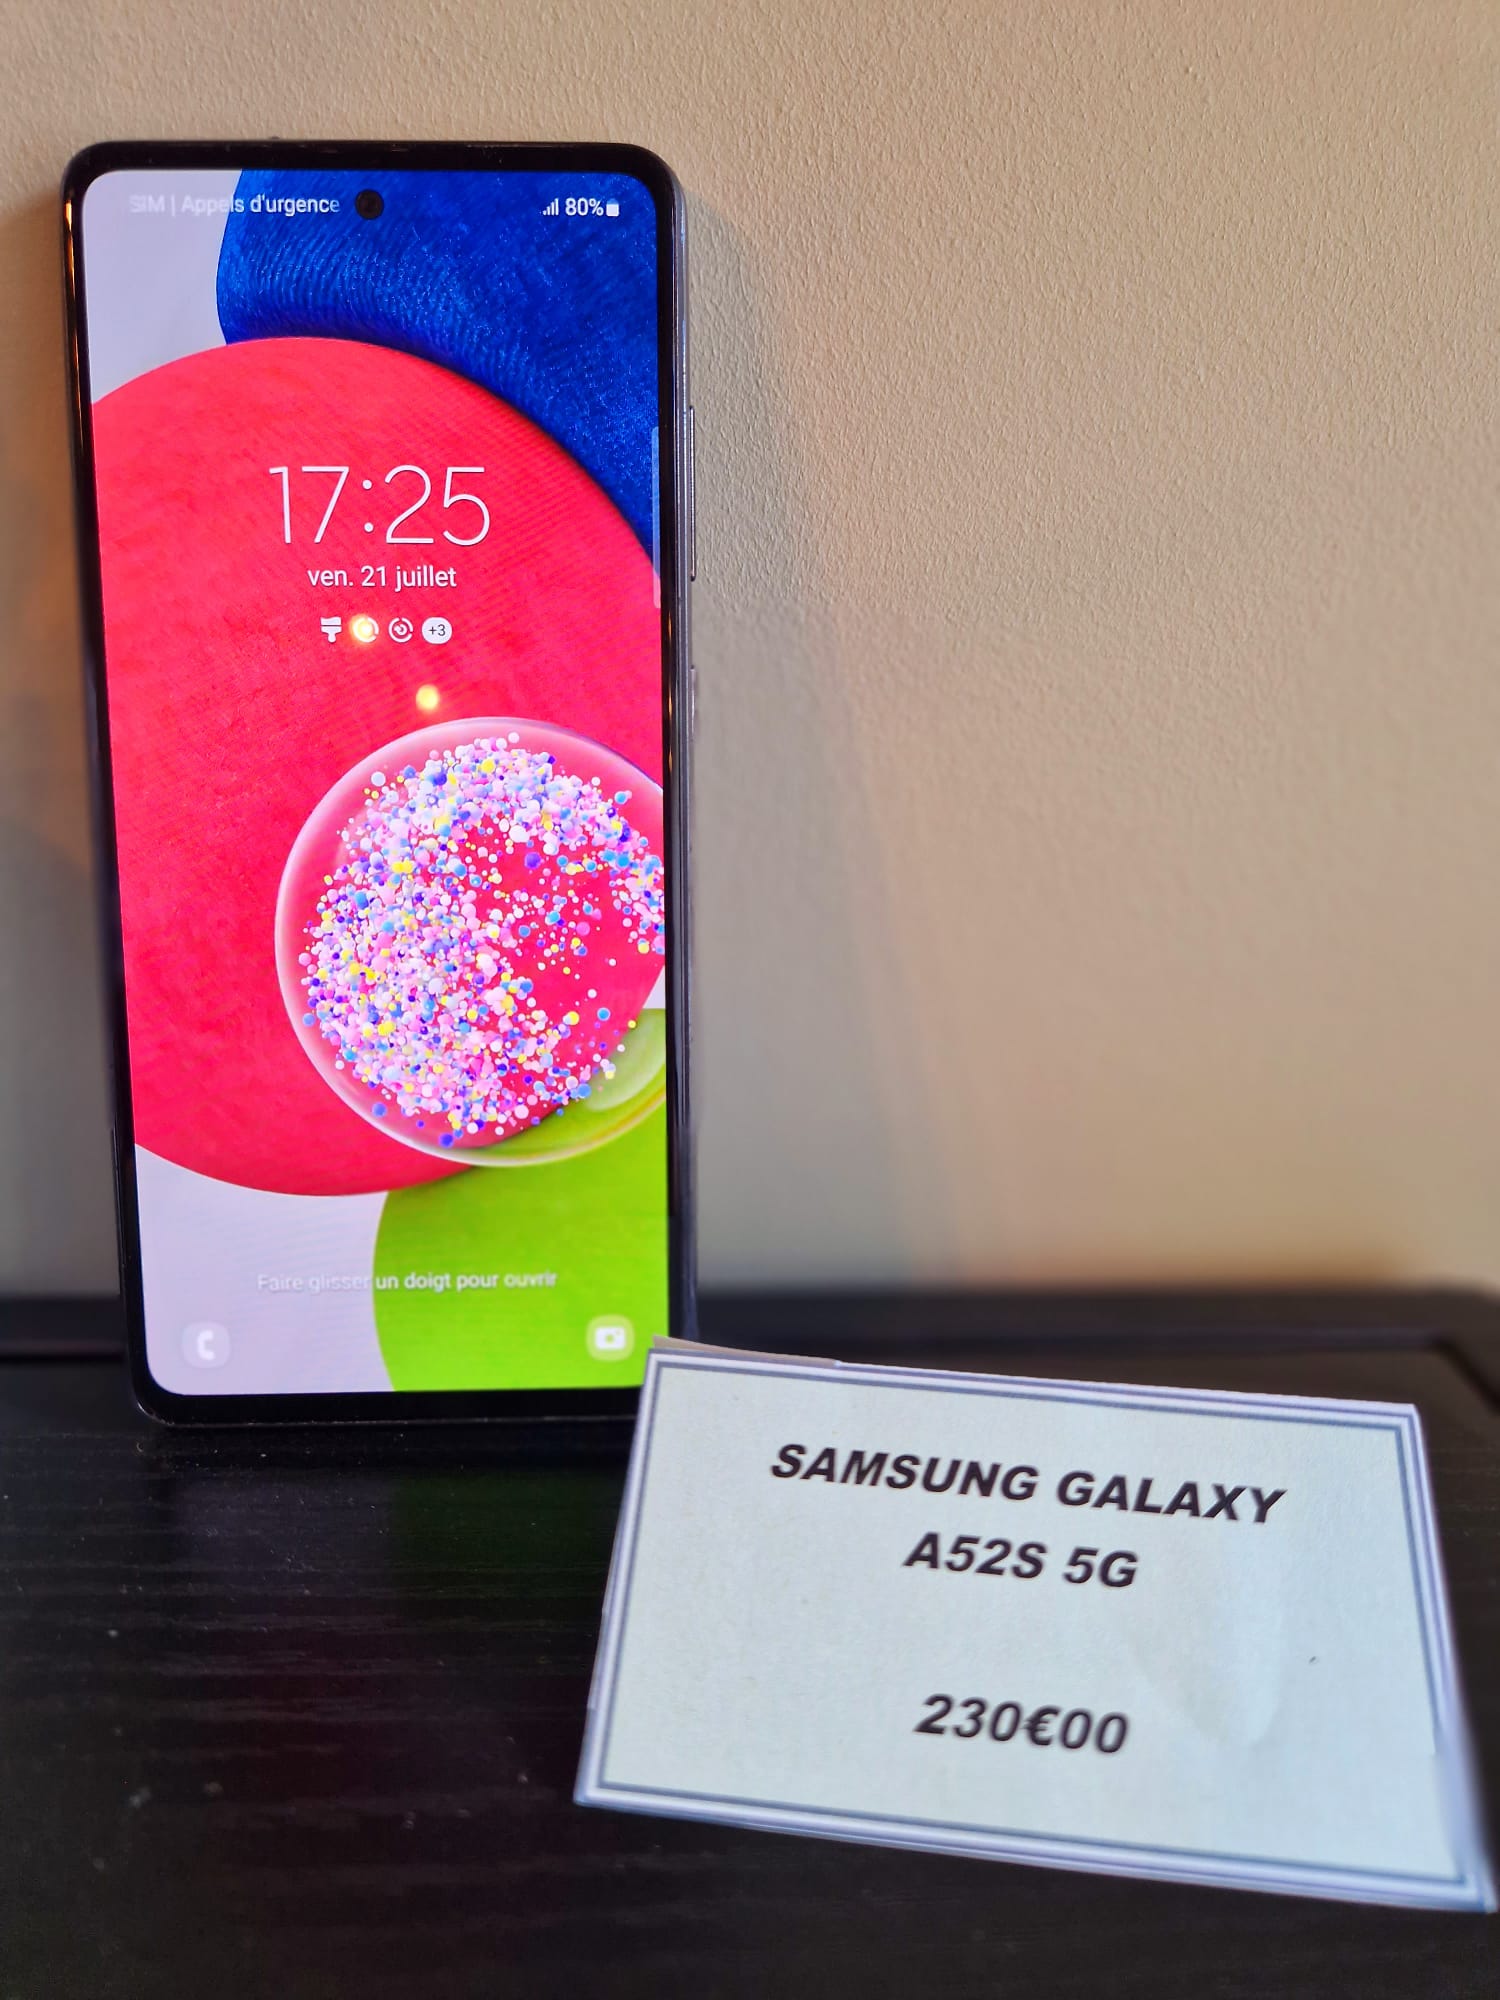 SIM | Appels d'urgence
80%
17:25
ven. 21 juillet
+3
Faire glisser un doigt pour ouvrir
SAMSUNG GALAXY
A52S 5G
230€00